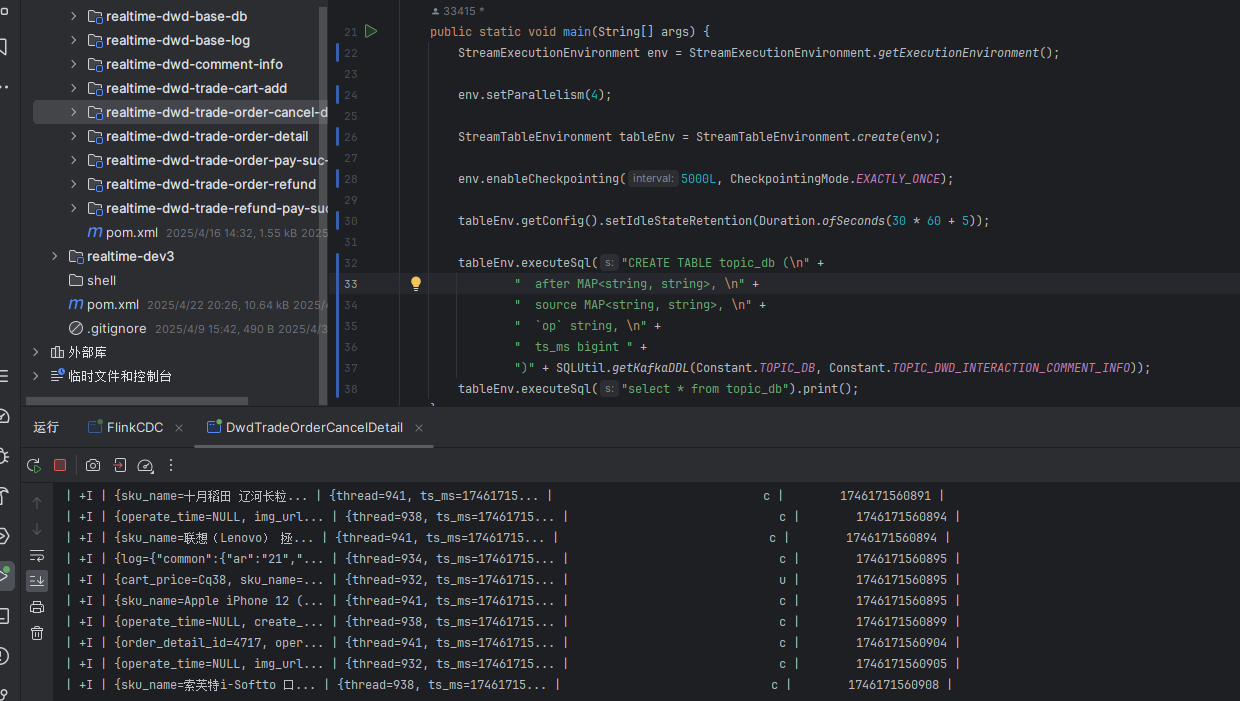 realtime-dwd-base-db
realtime-dwd-base-log
realtime-dwd-comment-info
realtime-dwd-trade-cart-add
realtime-dwd-trade-order-cancel-d
realtime-dwd-trade-order-detail
realtime-dwd-trade-order-pay-suc-
realtime-dwd-trade-order-refund
realtime-dwd-trade-refund-pay-suc
m pom.xml 2025/4/16 14:32, 1.55 kB 2025
realtime-dev3
shell
m pom.xml 2025/4/22 20:26, 10.64 kB 2025/
.gitignore 2025/4/9 15:42, 490 B 2025/4/3
外部库
临时文件和控制台
33415 *
21 public static void main(String[] args) {
22 StreamExecutionEnvironment env = StreamExecutionEnvironment.getExecutionEnvironment();
23
24 env.setParallelism(4);
25
26 StreamTableEnvironment tableEnv = StreamTableEnvironment.create(env);
27
28 env.enableCheckpointing( interval: 5000L, CheckpointingMode.EXACTLY_ONCE);
29
30 tableEnv.getConfig().setIdleStateRetention(Duration.ofSeconds(30 * 60 + 5));
31
32 tableEnv.executeSql( s: "CREATE TABLE topic_db (\n" +
33 "  after MAP<string, string>, \n" +
34 "  source MAP<string, string>, \n" +
35 "  `op` string, \n" +
36 "  ts_ms bigint " +
37 ")" + SQLUtil.getKafkaDDL(Constant.TOPIC_DB, Constant.TOPIC_DWD_INTERACTION_COMMENT_INFO));
38 tableEnv.executeSql( s: "select * from topic_db").print();
运行 FlinkCDC × DwdTradeOrderCancelDetail ×
| +I | {sku_name=十月稻田 辽河长粒... | {thread=941, ts_ms=17461715... | c | 1746171560891 |
| +I | {operate_time=NULL, img_url... | {thread=938, ts_ms=17461715... | c | 1746171560894 |
| +I | {sku_name=联想（Lenovo） 拯... | {thread=941, ts_ms=17461715... | c | 1746171560894 |
| +I | {log={"common":{"ar":"21","... | {thread=934, ts_ms=17461715... | c | 1746171560895 |
| +I | {cart_price=Cq38, sku_name=... | {thread=932, ts_ms=17461715... | u | 1746171560895 |
| +I | {sku_name=Apple iPhone 12 (... | {thread=941, ts_ms=17461715... | c | 1746171560895 |
| +I | {operate_time=NULL, create_... | {thread=938, ts_ms=17461715... | c | 1746171560899 |
| +I | {order_detail_id=4717, oper... | {thread=941, ts_ms=17461715... | c | 1746171560904 |
| +I | {operate_time=NULL, img_url... | {thread=932, ts_ms=17461715... | c | 1746171560905 |
| +I | {sku_name=索芙特i-Softto 口... | {thread=938, ts_ms=17461715... | c | 1746171560908 |